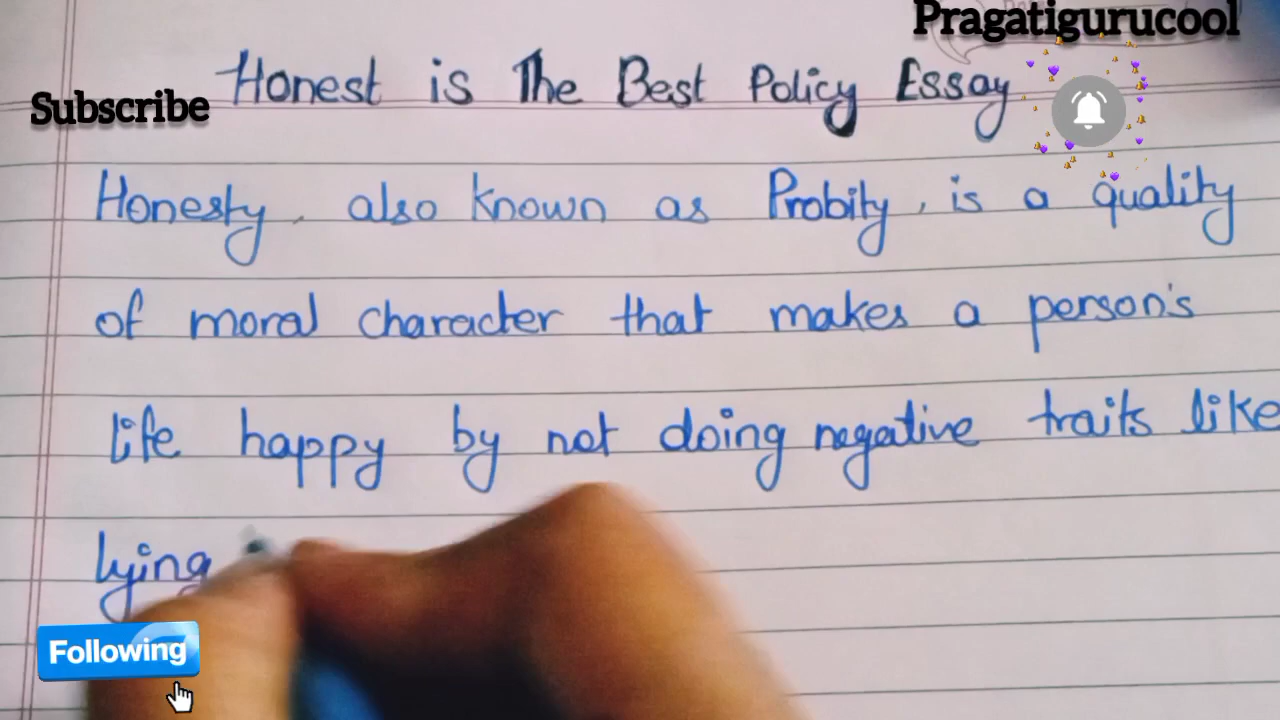 Pragatigurucool
Honest is The Best Policy Essay
Subscribe
Honesty, also known as Probity, is a quality
of moral character that makes a person's
life happy by not doing negative traits like
lying
Following